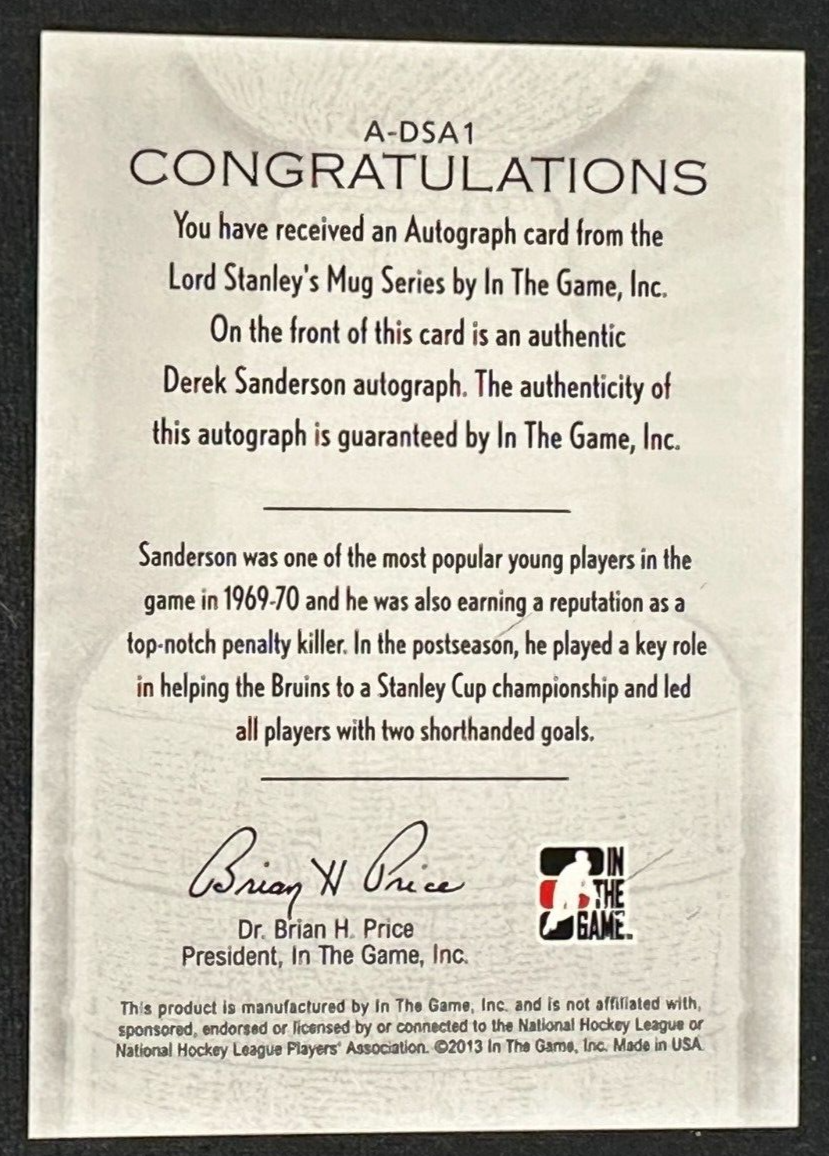 A-DSA1
CONGRATULATIONS
You have received an Autograph card from the
Lord Stanley's Mug Series by In The Game, Inc.
On the front of this card is an authentic
Derek Sanderson autograph. The authenticity of
this autograph is guaranteed by In The Game, Inc.
Sanderson was one of the most popular young players in the
game in 1969-70 and he was also earning a reputation as a
top-notch penalty killer. In the postseason, he played a key role
in helping the Bruins to a Stanley Cup championship and led
all players with two shorthanded goals.
Brian H Price
Dr. Brian H. Price
President, In The Game, Inc.
IN
THE
GAME.
This product is manufactured by In The Game, Inc. and is not affiliated with,
sponsored, endorsed or licensed by or connected to the National Hockey League or
National Hockey League Players' Association. ©2013 In The Game, Inc. Made in USA